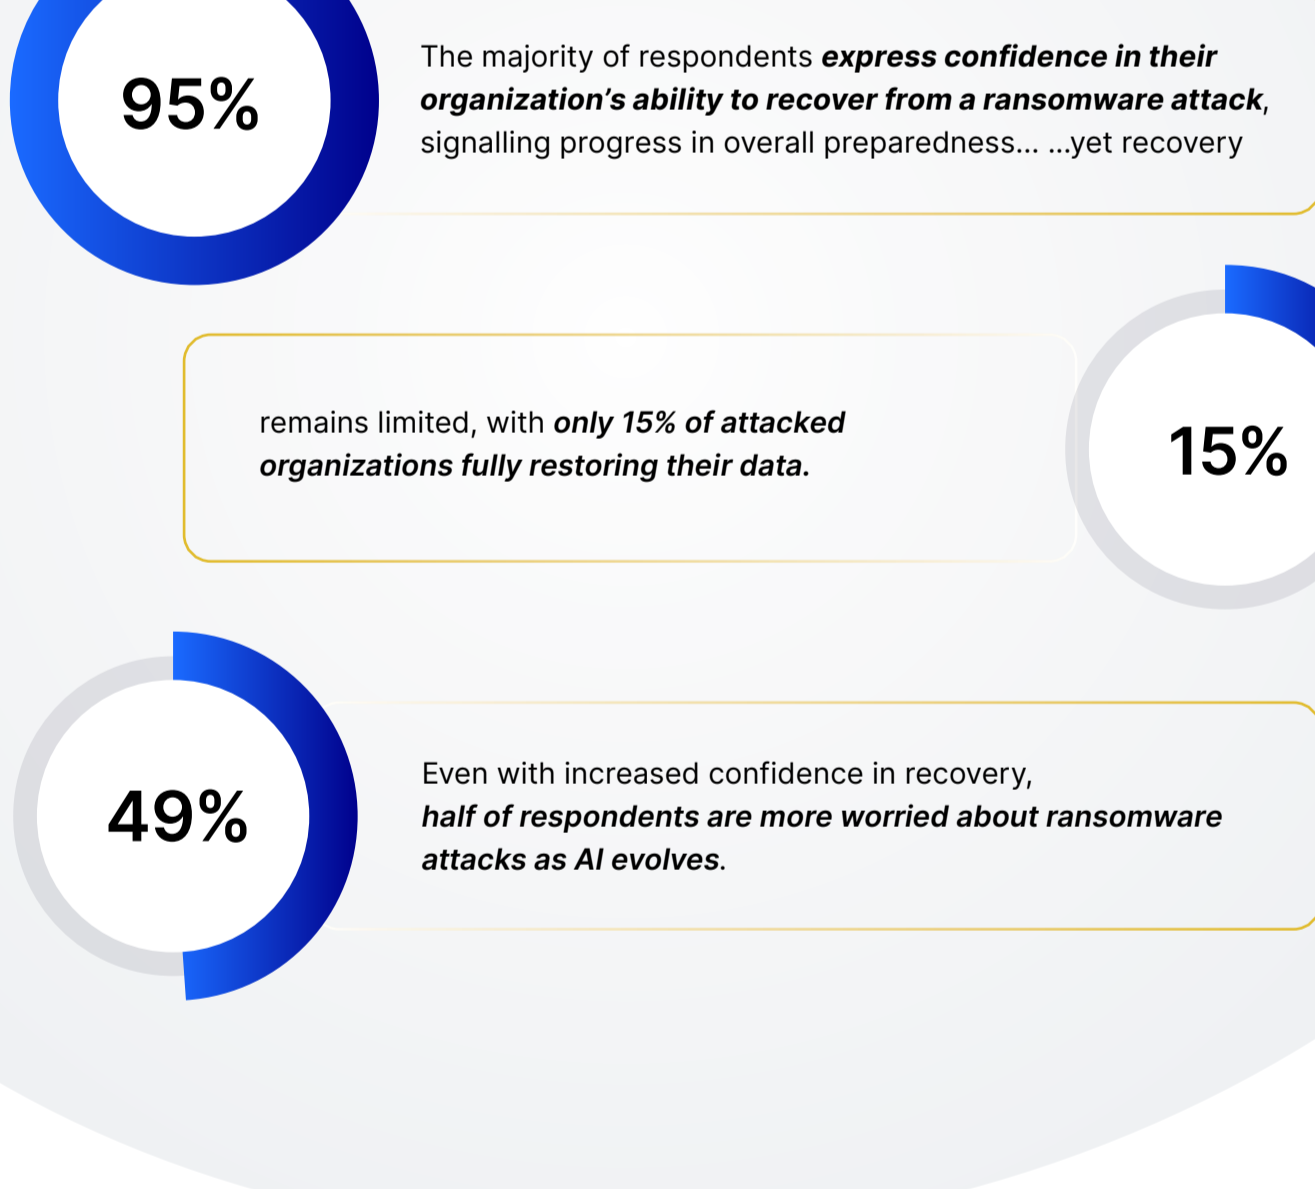 95%
The majority of respondents express confidence in their
organization’s ability to recover from a ransomware attack,
signalling progress in overall preparedness... ...yet recovery
remains limited, with only 15% of attacked
organizations fully restoring their data.
15%
49%
Even with increased confidence in recovery,
half of respondents are more worried about ransomware
attacks as AI evolves.